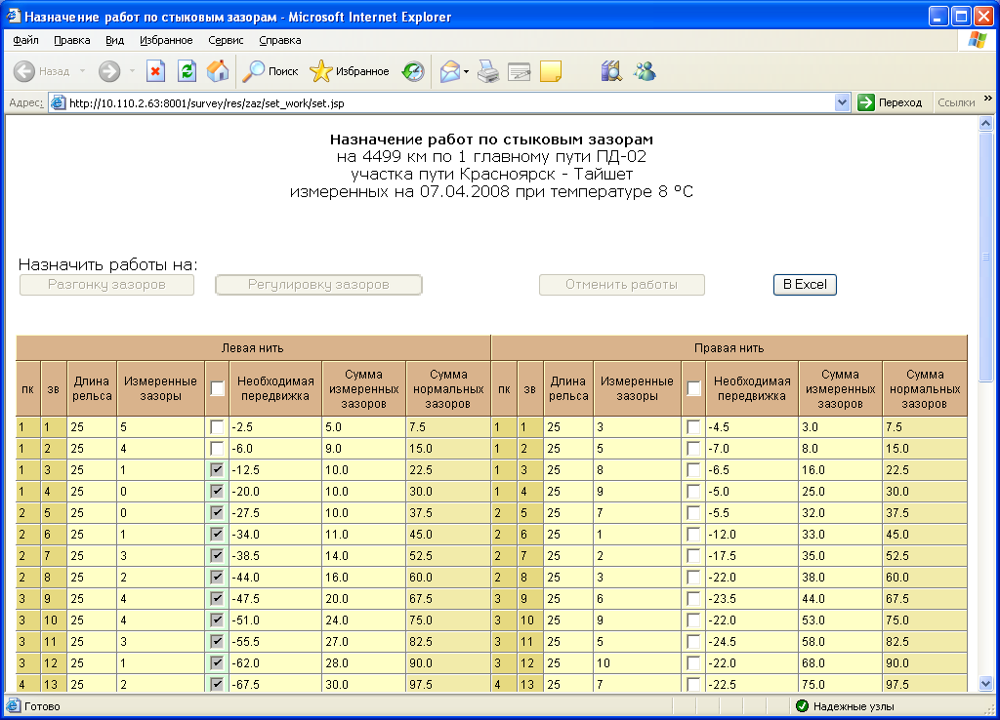 Назначение работ по стыковым зазорам - Microsoft Internet Explorer
Файл Правка Вид Избранное Сервис Справка
Назад Поиск Избранное
Адрес: http://10.110.2.63:8001/survey/res/zaz/set_work/set.jsp Переход Ссылки »
Назначение работ по стыковым зазорам
на 4499 км по 1 главному пути ПД-02
участка пути Красноярск - Тайшет
измеренных на 07.04.2008 при температуре 8 °C
Назначить работы на:
Разгонку зазоров Регулировку зазоров Отменить работы В Excel
Левая нить Правая нить
пк зв Длина рельса Измеренные зазоры Необходимая передвижка Сумма измеренных зазоров Сумма нормальных зазоров пк зв Длина рельса Измеренные зазоры Необходимая передвижка Сумма измеренных зазоров Сумма нормальных зазоров
1 1 25 5 -2.5 5.0 7.5 1 1 25 3 -4.5 3.0 7.5
1 2 25 4 -6.0 9.0 15.0 1 2 25 5 -7.0 8.0 15.0
1 3 25 1 -12.5 10.0 22.5 1 3 25 8 -6.5 16.0 22.5
1 4 25 0 -20.0 10.0 30.0 1 4 25 9 -5.0 25.0 30.0
2 5 25 0 -27.5 10.0 37.5 2 5 25 7 -5.5 32.0 37.5
2 6 25 1 -34.0 11.0 45.0 2 6 25 1 -12.0 33.0 45.0
2 7 25 3 -38.5 14.0 52.5 2 7 25 2 -17.5 35.0 52.5
2 8 25 2 -44.0 16.0 60.0 2 8 25 3 -22.0 38.0 60.0
3 9 25 4 -47.5 20.0 67.5 3 9 25 6 -23.5 44.0 67.5
3 10 25 4 -51.0 24.0 75.0 3 10 25 9 -22.0 53.0 75.0
3 11 25 3 -55.5 27.0 82.5 3 11 25 5 -24.5 58.0 82.5
3 12 25 1 -62.0 28.0 90.0 3 12 25 10 -22.0 68.0 90.0
4 13 25 2 -67.5 30.0 97.5 4 13 25 7 -22.5 75.0 97.5
Готово Надежные узлы